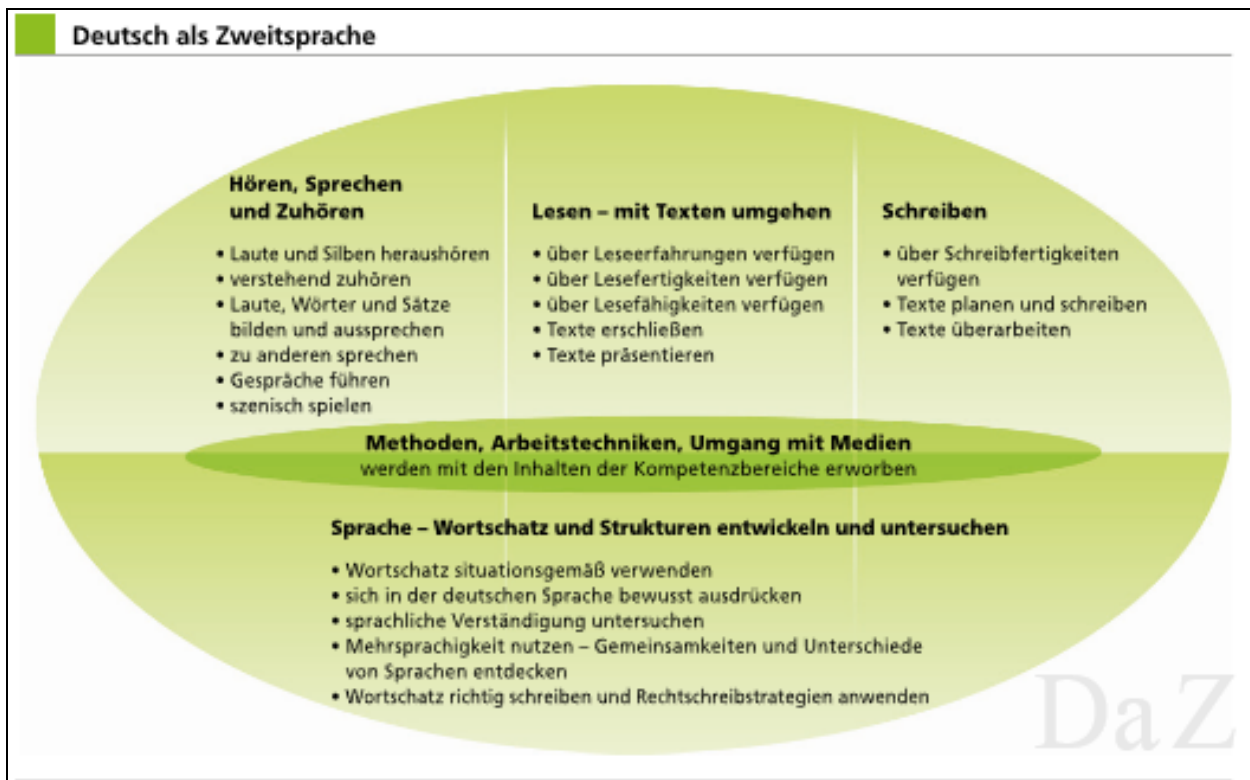 Deutsch als Zweitsprache
Hören, Sprechen
und Zuhören
• Laute und Silben heraushören
• verstehend zuhören
• Laute, Wörter und Sätze
bilden und aussprechen
• zu anderen sprechen
• Gespräche führen
• szenisch spielen
Lesen – mit Texten umgehen
• über Leseerfahrungen verfügen
• über Lesefertigkeiten verfügen
• über Lesefähigkeiten verfügen
• Texte erschließen
• Texte präsentieren
Schreiben
• über Schreibfertigkeiten
verfügen
• Texte planen und schreiben
• Texte überarbeiten
Methoden, Arbeitstechniken, Umgang mit Medien
werden mit den Inhalten der Kompetenzbereiche erworben
Sprache – Wortschatz und Strukturen entwickeln und untersuchen
• Wortschatz situationsgemäß verwenden
• sich in der deutschen Sprache bewusst ausdrücken
• sprachliche Verständigung untersuchen
• Mehrsprachigkeit nutzen – Gemeinsamkeiten und Unterschiede
von Sprachen entdecken
• Wortschatz richtig schreiben und Rechtschreibstrategien anwenden
DaZ